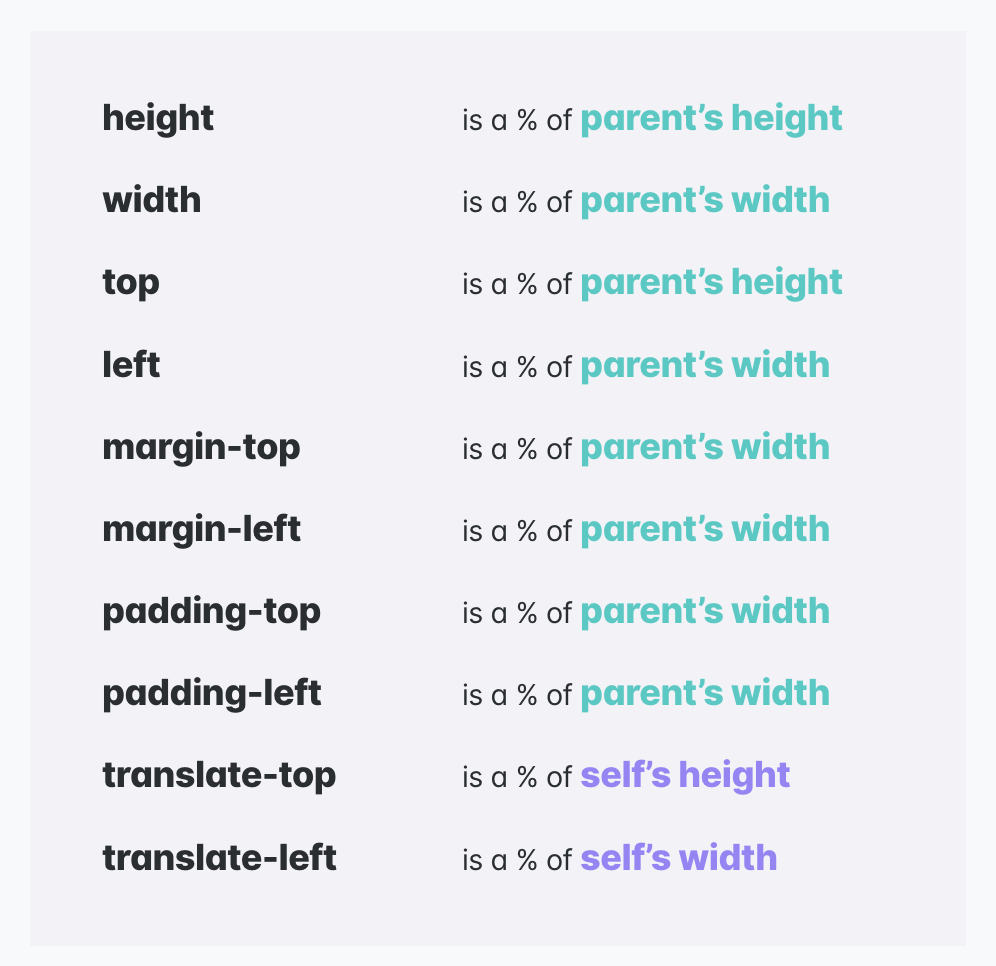 height is a % of parent’s height
width is a % of parent’s width
top is a % of parent’s height
left is a % of parent’s width
margin-top is a % of parent’s width
margin-left is a % of parent’s width
padding-top is a % of parent’s width
padding-left is a % of parent’s width
translate-top is a % of self’s height
translate-left is a % of self’s width